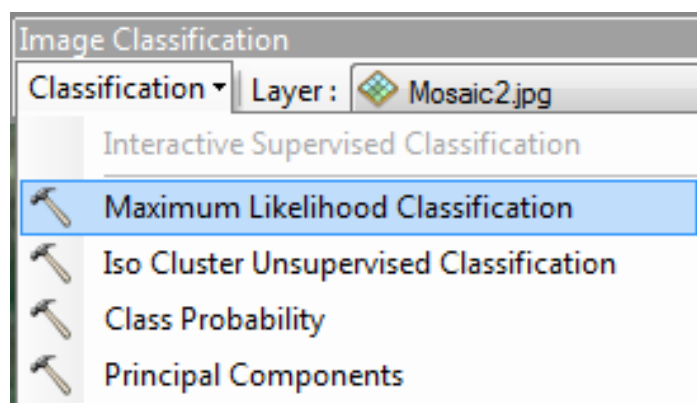 Image Classification
Classification Layer : Mosaic2.jpg
Interactive Supervised Classification
Maximum Likelihood Classification
Iso Cluster Unsupervised Classification
Class Probability
Principal Components